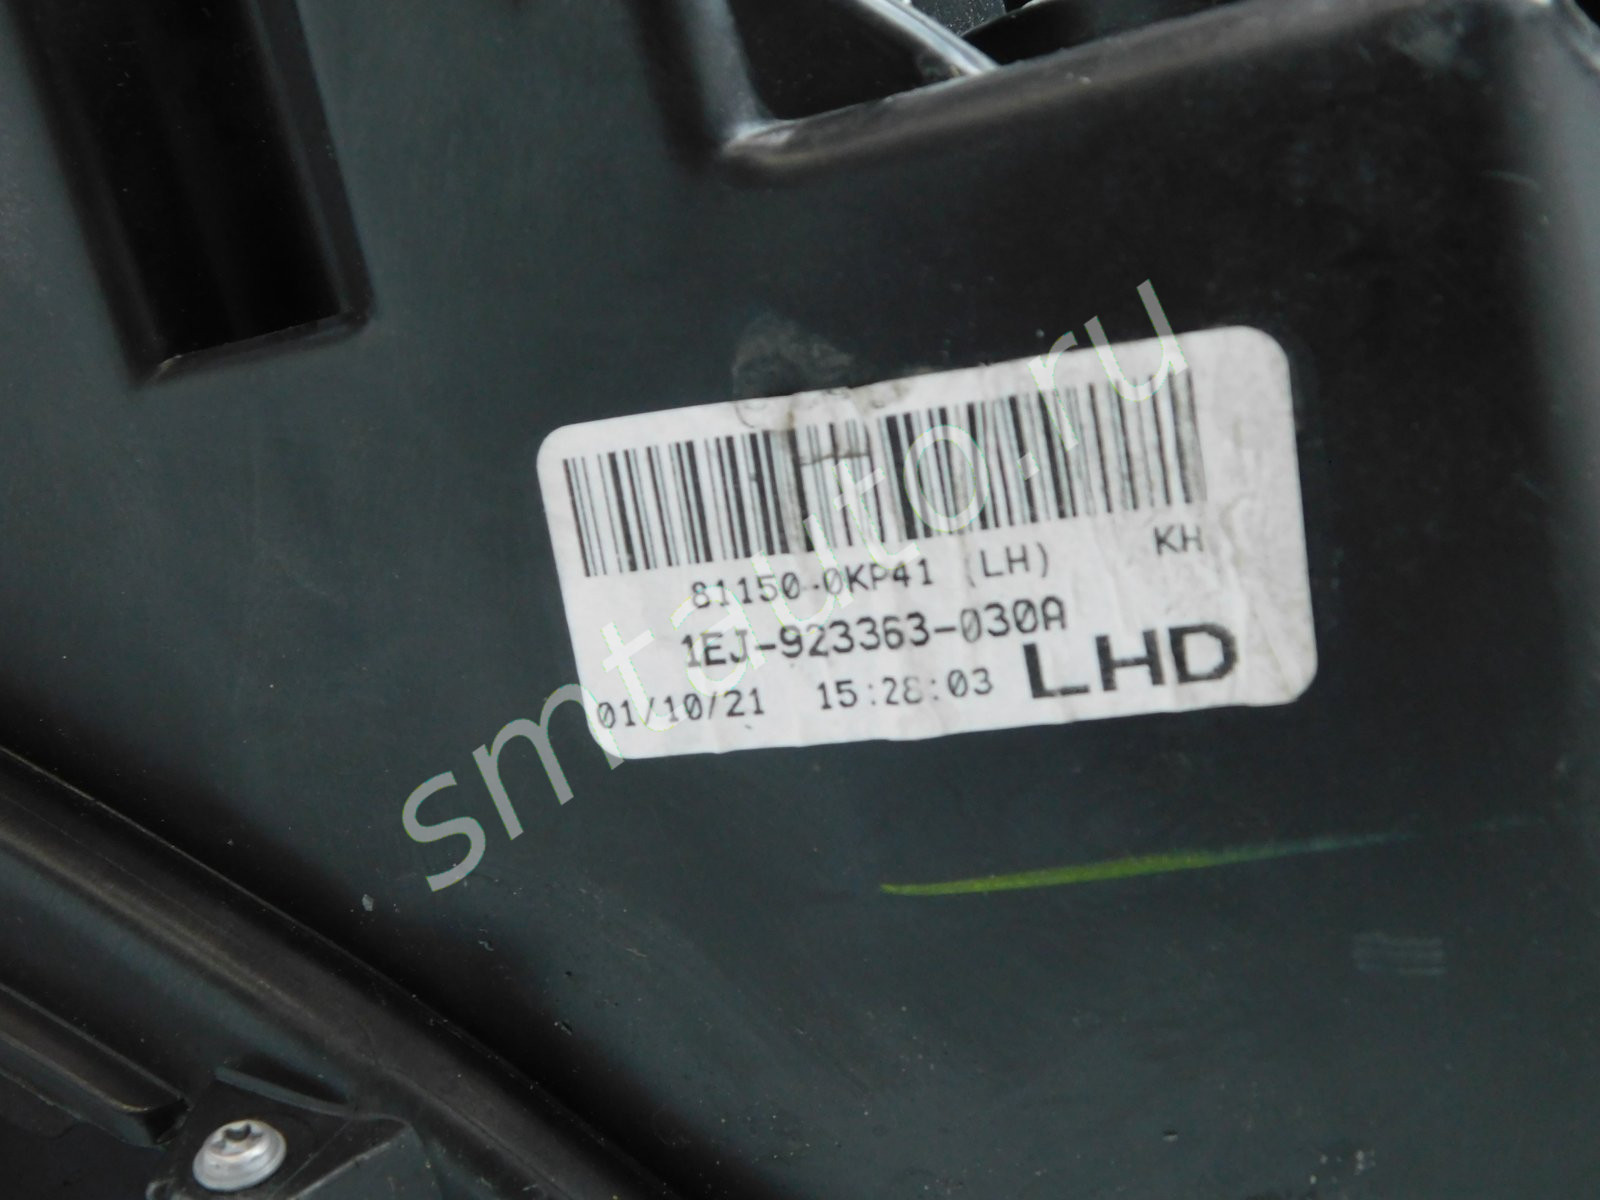 81150-0KP41 (LH) KH
1EJ-923363-030A
01/10/21 15:28:03 LHD
smtauto.ru